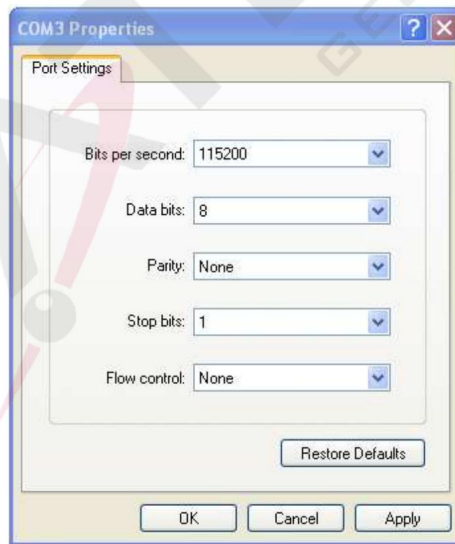 COM3 Properties
Port Settings
Bits per second: 115200
Data bits: 8
Parity: None
Stop bits: 1
Flow control: None
Restore Defaults
OK Cancel Apply